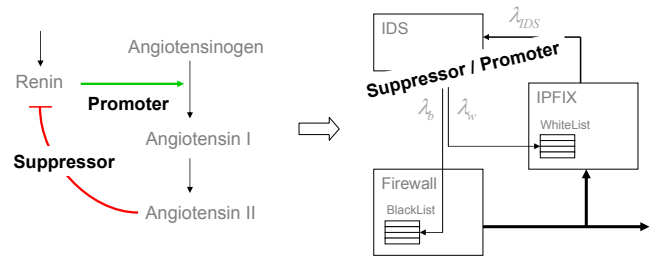 Angiotensinogen
Renin
Promoter
Angiotensin I
Suppressor
Angiotensin II
IDS
λIDS
Suppressor / Promoter
λb
λw
IPFIX
WhiteList
Firewall
BlackList